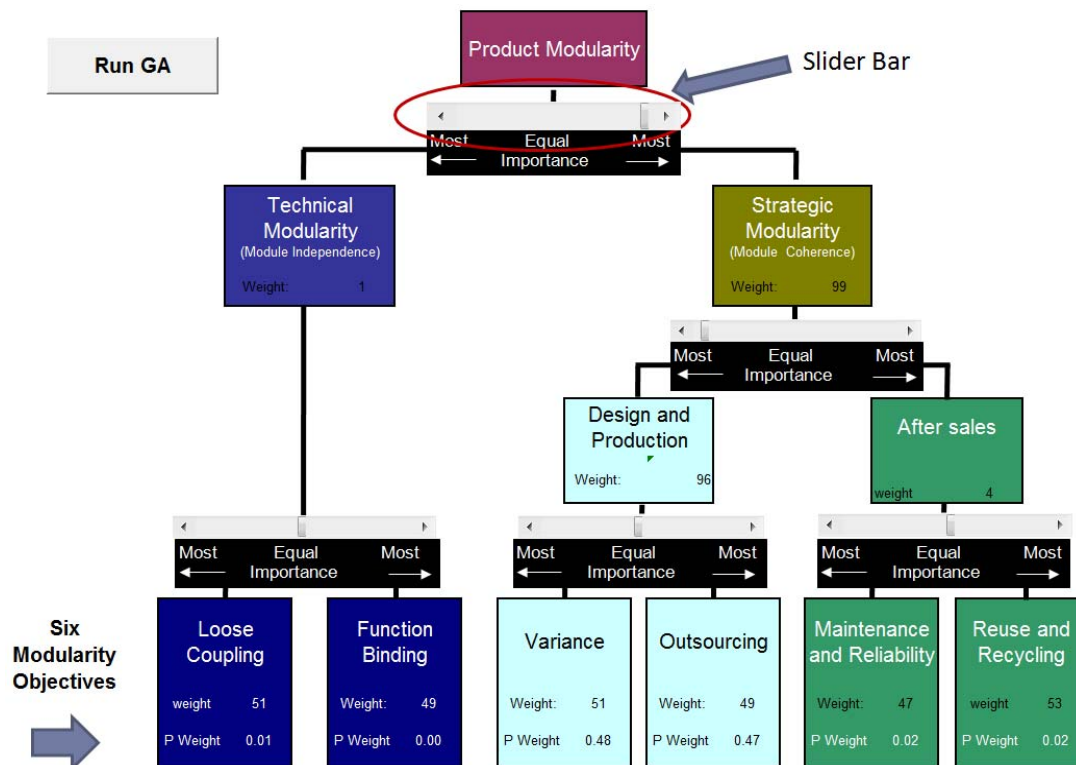 Product Modularity
Run GA
Slider Bar
Most Equal Most
Importance
Technical
Modularity
(Module Independence)
Weight: 1
Strategic
Modularity
(Module Coherence)
Weight: 99
Most Equal Most
Importance
Design and
Production
Weight: 96
After sales
weight 4
Most Equal Most
Importance
Most Equal Most
Importance
Most Equal Most
Importance
Six
Modularity
Objectives
Loose
Coupling
weight 51
P Weight 0.01
Function
Binding
Weight: 49
P Weight 0.00
Variance
Weight: 51
P Weight 0.48
Outsourcing
Weight: 49
P Weight 0.47
Maintenance
and Reliability
Weight: 47
P Weight 0.02
Reuse and
Recycling
weight 53
P Weight 0.02